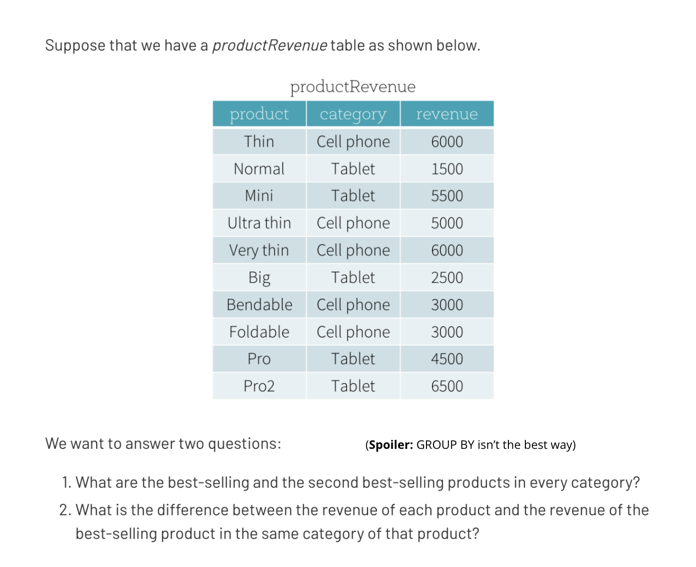 Suppose that we have a productRevenue table as shown below.
productRevenue
product category revenue
Thin Cell phone 6000
Normal Tablet 1500
Mini Tablet 5500
Ultra thin Cell phone 5000
Very thin Cell phone 6000
Big Tablet 2500
Bendable Cell phone 3000
Foldable Cell phone 3000
Pro Tablet 4500
Pro2 Tablet 6500
We want to answer two questions: (Spoiler: GROUP BY isn't the best way)
1. What are the best-selling and the second best-selling products in every category?
2. What is the difference between the revenue of each product and the revenue of the
best-selling product in the same category of that product?